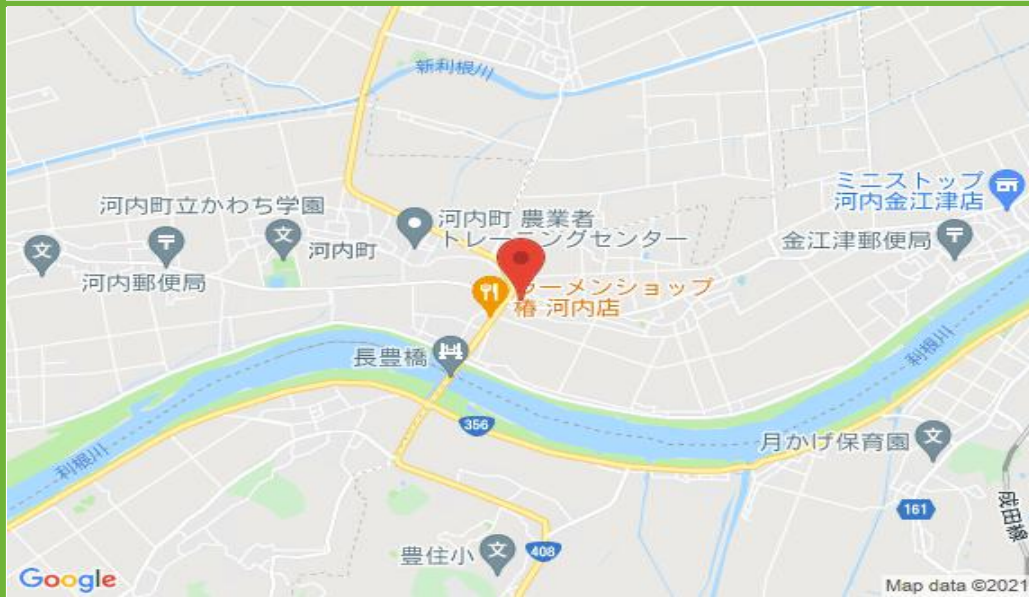 新利根川
ミニストップ
河内金江津店
河内町立かわち学園
河内町 農業者
トレーニングセンター
文
河内町
金江津郵便局
河内郵便局
ーメンショップ
椿 河内店
長豊橋
利根川
356
月かげ保育園
利根川
161
成田線
豊住小
408
Google
Map data ©2021